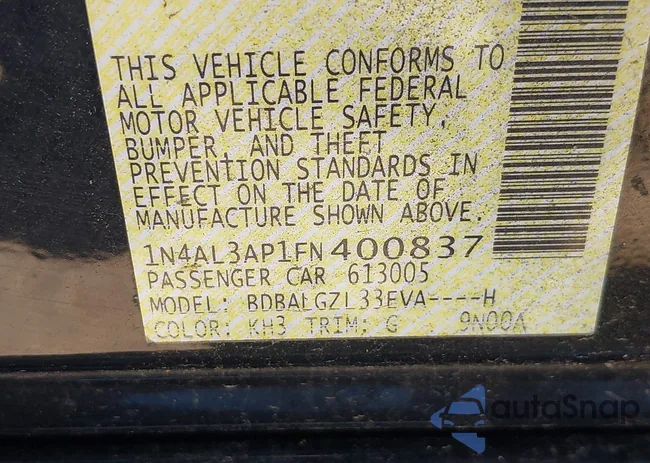 THIS VEHICLE CONFORMS TO
ALL APPLICABLE FEDERAL
MOTOR VEHICLE SAFETY,
BUMPER, AND THEFT
PREVENTION STANDARDS IN
EFFECT ON THE DATE OF
MANUFACTURE SHOWN ABOVE.
1N4AL3AP1FN400837
PASSENGER CAR 613005
MODEL: BDBALGZL33EVA----H
COLOR: KH3 TRIM: G 9N00A
autoSnap